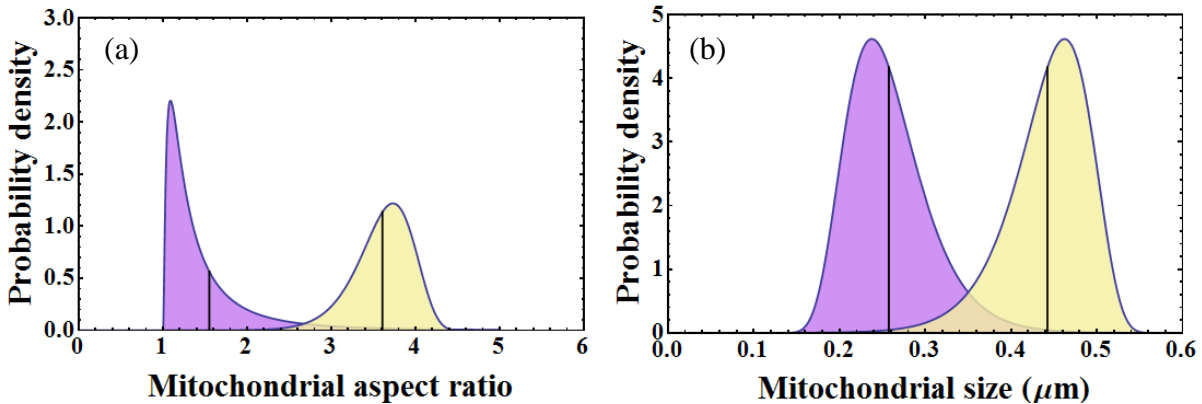 (a)
Probability density
3.0
2.5
2.0
1.5
1.0
0.5
0.0
0 1 2 3 4 5 6
Mitochondrial aspect ratio
(b)
Probability density
5
4
3
2
1
0
0.0 0.1 0.2 0.3 0.4 0.5 0.6
Mitochondrial size (μm)